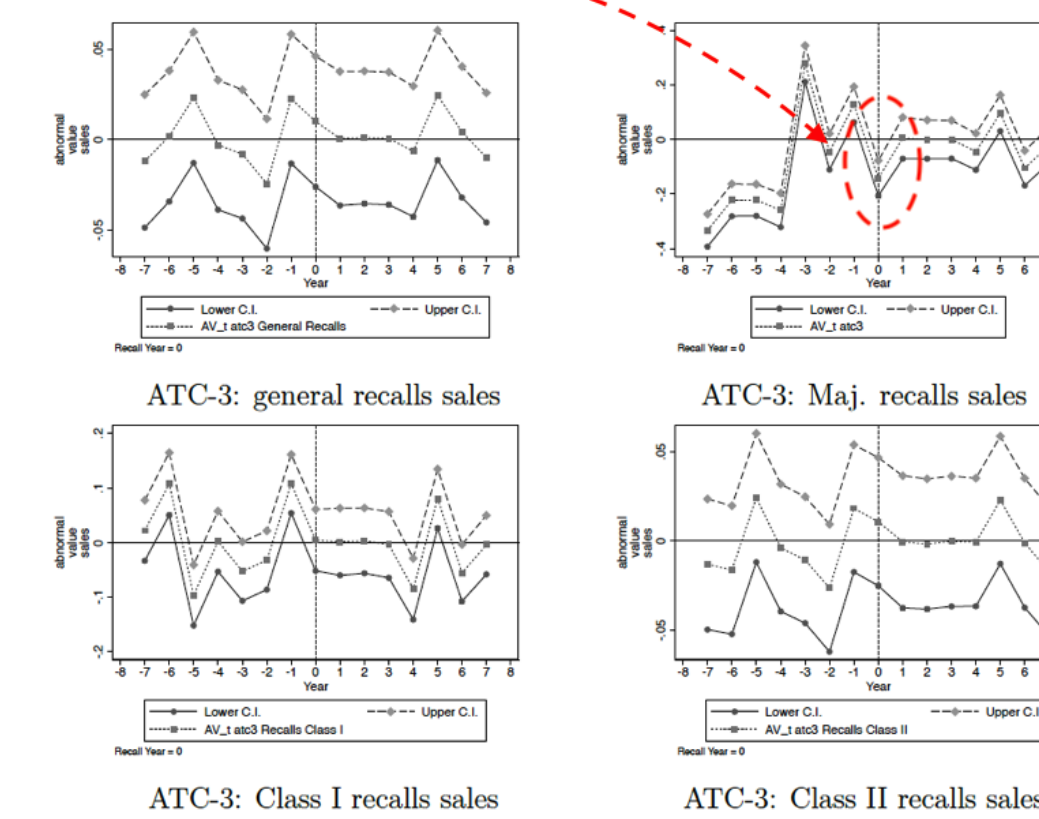 .05
0
-.05
abnormal
value
sales
-8 -7 -6 -5 -4 -3 -2 -1 0 1 2 3 4 5 6 7 8
Year
Lower C.I. Upper C.I.
AV_t atc3 General Recalls
Recall Year = 0
ATC-3: general recalls sales
.2
0
-.2
-.4
abnormal
value
sales
-8 -7 -6 -5 -4 -3 -2 -1 0 1 2 3 4 5 6
Year
Lower C.I. Upper C.I.
AV_t atc3
Recall Year = 0
ATC-3: Maj. recalls sales
.2
.1
0
-.1
-.2
abnormal
value
sales
-8 -7 -6 -5 -4 -3 -2 -1 0 1 2 3 4 5 6 7 8
Year
Lower C.I. Upper C.I.
AV_t atc3 Recalls Class I
Recall Year = 0
ATC-3: Class I recalls sales
.05
0
-.05
abnormal
value
sales
-8 -7 -6 -5 -4 -3 -2 -1 0 1 2 3 4 5 6
Year
Lower C.I. Upper C.I.
AV_t atc3 Recalls Class II
Recall Year = 0
ATC-3: Class II recalls sales